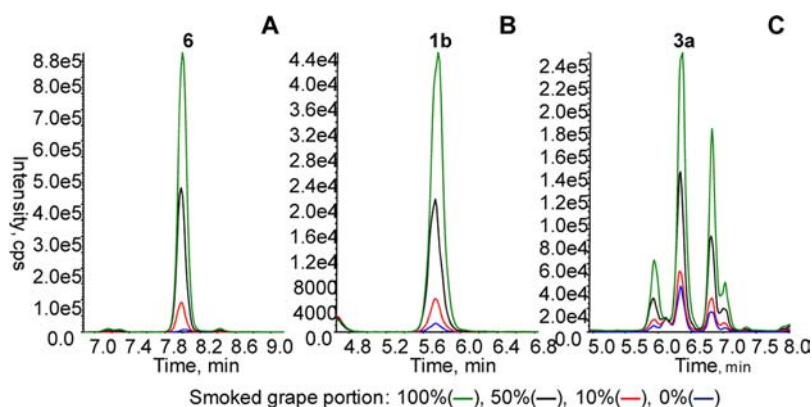 6
A
8.8e5
8.0e5
7.0e5
5.0e5
4.0e5
3.0e5
2.0e5
1.0e5
0.0
Intensity, cps
7.0 7.4 7.8 8.2 8.6 9.0
Time, min
1b
B
4.4e4
4.0e4
3.6e4
3.2e4
2.8e4
2.4e4
2.0e4
1.6e4
1.2e4
8000
4000
0.0
4.8 5.2 5.6 6.0 6.4 6.8
Time, min
3a
C
2.4e5
2.2e5
2.0e5
1.8e5
1.6e5
1.4e5
1.2e5
1.0e5
8.0e4
6.0e4
4.0e4
2.0e4
0.0
5.0 5.5 6.0 6.5 7.0 7.5 8.0
Time, min
Smoked grape portion: 100%(—), 50%(—), 10%(—), 0%(—)